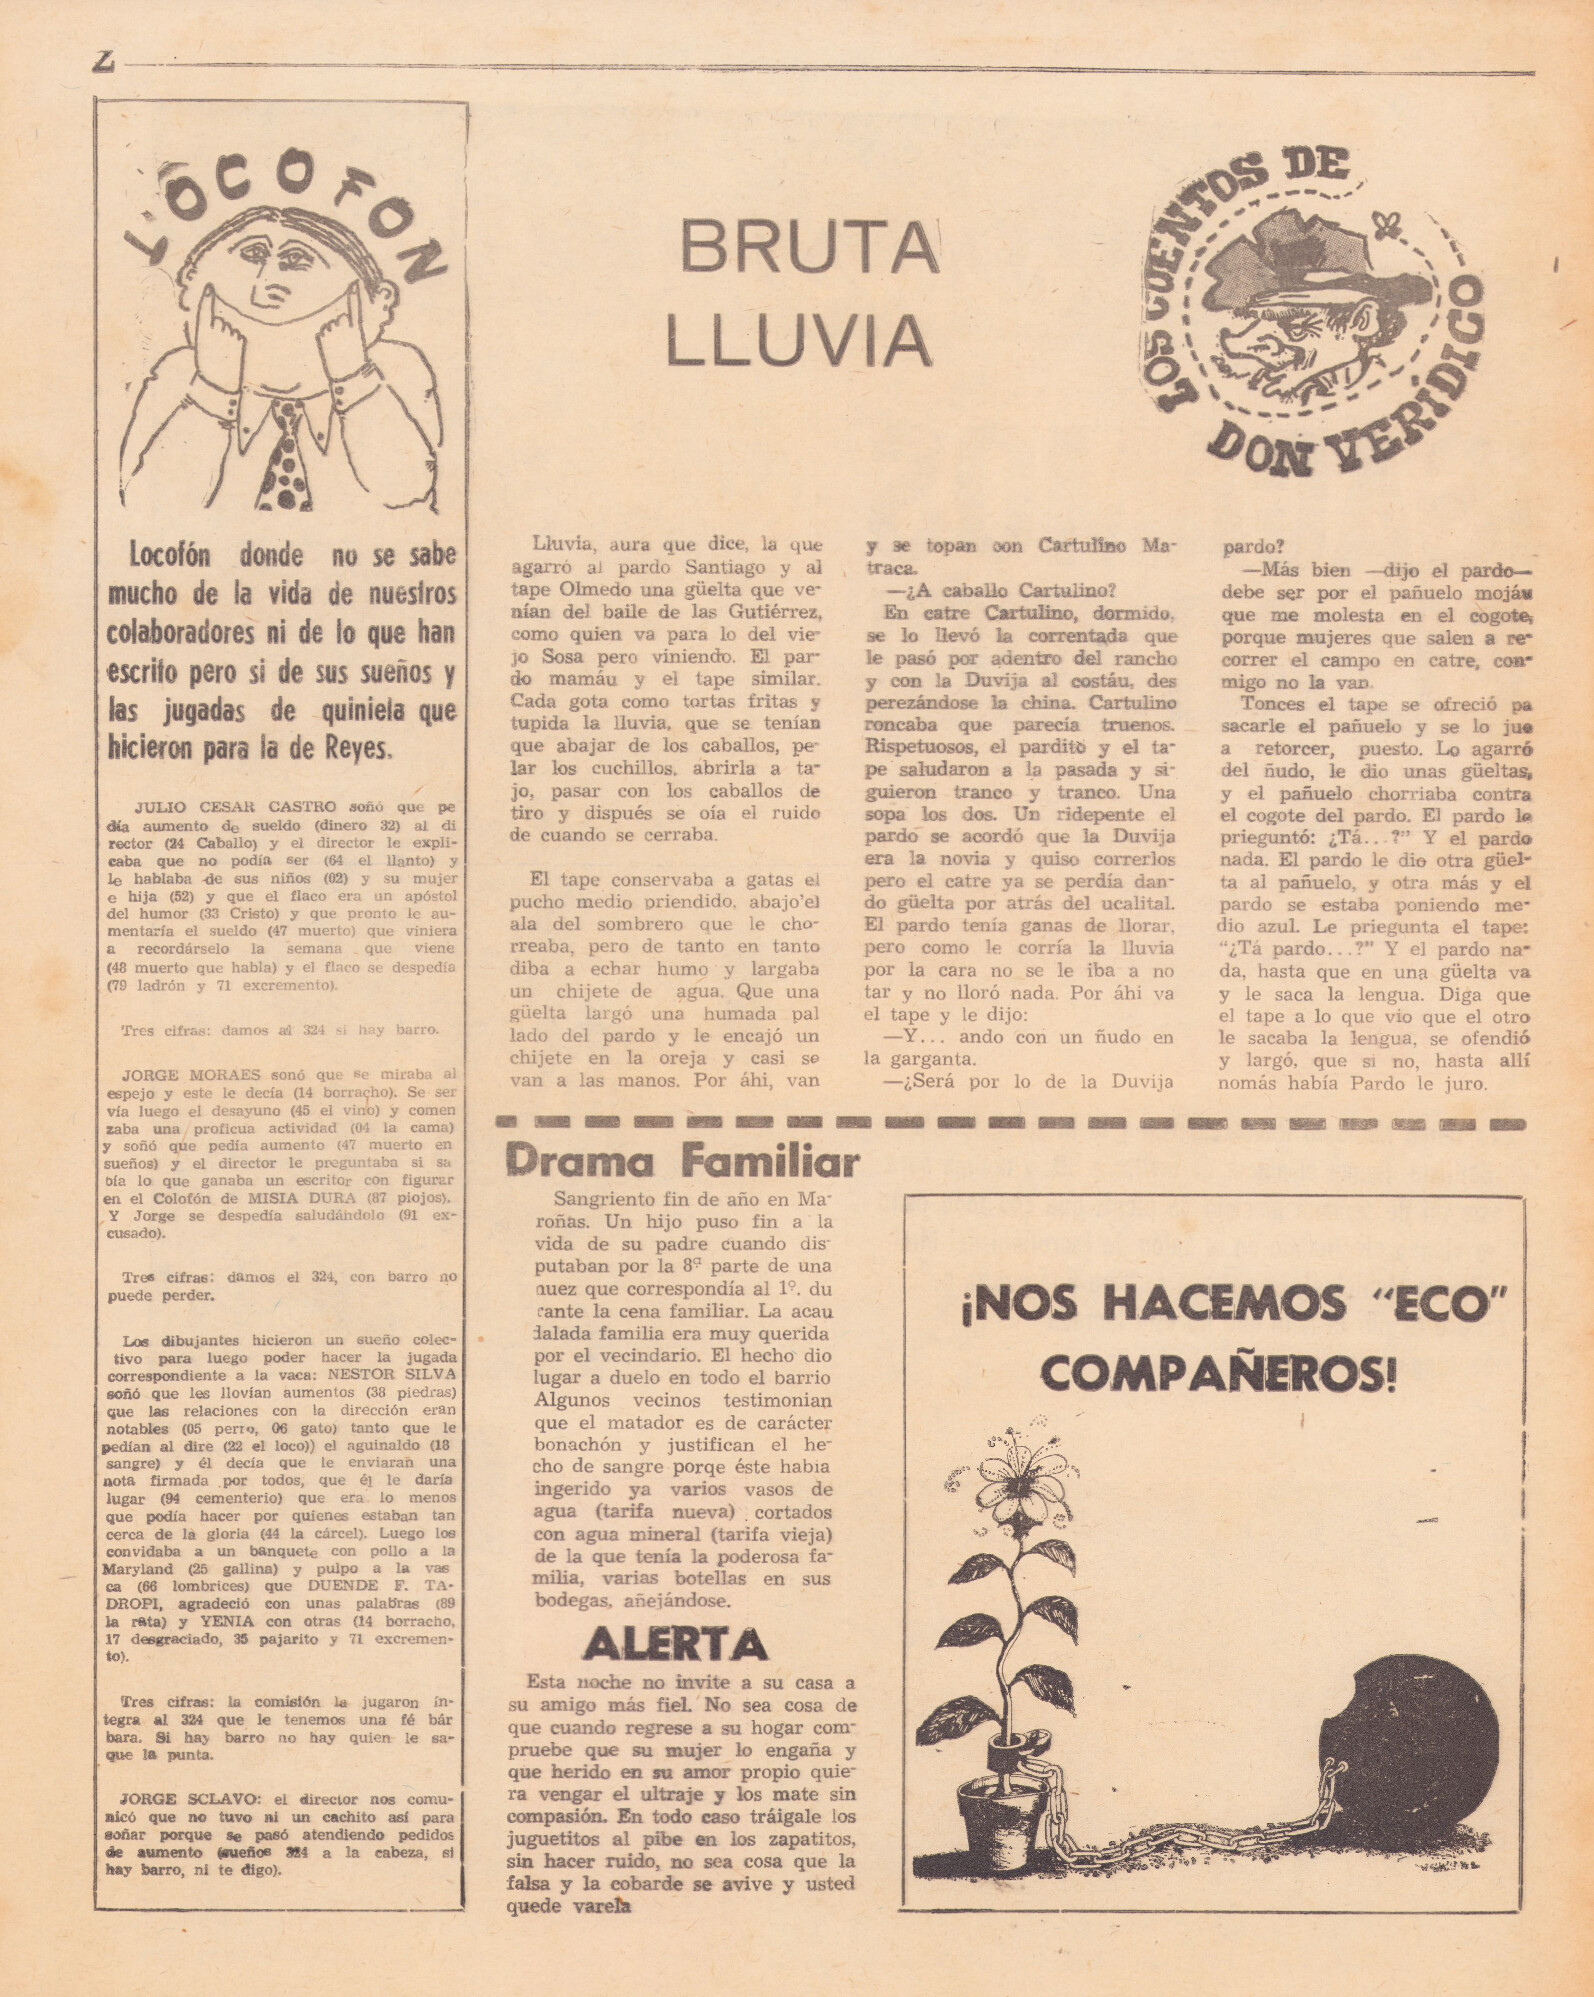 Z
LOCOFON
Locofón donde no se sabe
mucho de la vida de nuestros
colaboradores ni de lo que han
escrito pero si de sus sueños y
las jugadas de quiniela que
hicieron para la de Reyes.
JULIO CESAR CASTRO soñó que pe
día aumento de sueldo (dinero 32) al di
rector (24 Caballo) y el director le expli-
caba que no podía ser (64 el llanto) y
le hablaba de sus niños (02) y su mujer
e hija (52) y que el flaco era un apóstol
del humor (33 Cristo) y que pronto le au-
mentaría el sueldo (47 muerto) que viniera
a recordárselo la semana que viene
(48 muerto que habla) y el flaco se despedía
(79 ladrón y 71 excremento).
Tres cifras: damos al 324 si hay barro.
JORGE MORAES sonó que se miraba al
espejo y este le decía (14 borracho). Se ser
vía luego el desayuno (45 el vino) y comen
zaba una proficua actividad (04 la cama)
y soñó que pedía aumento (47 muerto en
sueños) y el director le preguntaba si sa
bía lo que ganaba un escritor con figurar
en el Colofón de MISIA DURA (87 piojos).
Y Jorge se despedía saludándolo (91 ex-
cusado).
Tres cifras: damos el 324, con barro no
puede perder.
Los dibujantes hicieron un sueño colec-
tivo para luego poder hacer la jugada
correspondiente a la vaca: NESTOR SILVA
soñó que les llovían aumentos (38 piedras)
que las relaciones con la dirección eran
notables (05 perro, 06 gato) tanto que le
pedían al dire (22 el loco)) el aguinaldo (18
sangre) y él decía que le enviarañ una
nota firmada por todos, que él le daría
lugar (94 cementerio) que era lo menos
que podía hacer por quienes estaban tan
cerca de la gloria (44 la cárcel). Luego los
convidaba a un banquete con pollo a la
Maryland (25 gallina) y pulpo a la vas
ca (66 lombrices) que DUENDE F. TA-
DROPI, agradeció con unas palabras (89
la rata) y YENIA con otras (14 borracho,
17 desgraciado, 35 pajarito y 71 excremen-
to).
Tres cifras: la comisión la jugaron ín-
tegra al 324 que le tenemos una fé bár
bara. Si hay barro no hay quien le sa-
que la punta.
JORGE SCLAVO: el director nos comu-
nicó que no tuvo ni un cachito así para
soñar porque se pasó atendiendo pedidos
de aumento (sueños 324 a la cabeza, si
hay barro, ni te digo).
BRUTA
LLUVIA
LOS CUENTOS DE
DON VERIDICO
Lluvia, aura que dice, la que
agarró al pardo Santiago y al
tape Olmedo una güelta que ve-
nían del baile de las Gutiérrez,
como quien va para lo del vie-
jo Sosa pero viniendo. El par-
do mamáu y el tape similar.
Cada gota como tortas fritas y
tupida la lluvia, que se tenían
que abajar de los caballos, pe-
lar los cuchillos, abrirla a ta-
jo, pasar con los caballos de
tiro y dispués se oía el ruido
de cuando se cerraba.
El tape conservaba a gatas el
pucho medio priendido, abajo'el
ala del sombrero que le cho-
rreaba, pero de tanto en tanto
diba a echar humo y largaba
un chijete de agua. Que una
güelta largó una humada pal
lado del pardo y le encajó un
chijete en la oreja y casi se
van a las manos. Por áhi, van
y se topan con Cartulino Ma-
traca.
—¿A caballo Cartulino?
En catre Cartulino, dormido,
se lo llevó la correntada que
le pasó por adentro del rancho
y con la Duvija al costáu, des
perezándose la china. Cartulino
roncaba que parecía truenos.
Rispetuosos, el pardito y el ta-
pe saludaron a la pasada y si-
guieron tranco y tranco. Una
sopa los dos. Un ridepente el
pardo se acordó que la Duvija
era la novia y quiso correrlos
pero el catre ya se perdía dan-
do güelta por atrás del ucalital.
El pardo tenía ganas de llorar,
pero como le corría la lluvia
por la cara no se le iba a no
tar y no lloró nada. Por áhi va
el tape y le dijo:
—Y... ando con un ñudo en
la garganta.
—¿Será por lo de la Duvija
pardo?
—Más bien —dijo el pardo—
debe ser por el pañuelo mojáu
que me molesta en el cogote,
porque mujeres que salen a re-
correr el campo en catre, con-
migo no la van.
Tonces el tape se ofreció pa
sacarle el pañuelo y se lo jue
a retorcer, puesto. Lo agarró
del ñudo, le dio unas güeltas,
y el pañuelo chorriaba contra
el cogote del pardo. El pardo le
prieguntó: ¿Tá...?" Y el pardo
nada. El pardo le dio otra güel-
ta al pañuelo, y otra más y el
pardo se estaba poniendo me-
dio azul. Le priegunta el tape:
"¿Tá pardo...?" Y el pardo na-
da, hasta que en una güelta va
y le saca la lengua. Diga que
el tape a lo que vio que el otro
le sacaba la lengua, se ofendió
y largó, que si no, hasta allí
nomás había Pardo le juro.
Drama Familiar
Sangriento fin de año en Ma-
roñas. Un hijo puso fin a la
vida de su padre cuando dis-
putaban por la 8ª parte de una
nuez que correspondía al 1º. du
rante la cena familiar. La acau
dalada familia era muy querida
por el vecindario. El hecho dio
lugar a duelo en todo el barrio
Algunos vecinos testimonian
que el matador es de carácter
bonachón y justifican el he-
cho de sangre porqe éste había
ingerido ya varios vasos de
agua (tarifa nueva) cortados
con agua mineral (tarifa vieja)
de la que tenía la poderosa fa-
milia, varias botellas en sus
bodegas, añejándose.
ALERTA
Esta noche no invite a su casa a
su amigo más fiel. No sea cosa de
que cuando regrese a su hogar com-
pruebe que su mujer lo engaña y
que herido en su amor propio quie-
ra vengar el ultraje y los mate sin
compasión. En todo caso tráigale los
juguetitos al pibe en los zapatitos,
sin hacer ruido, no sea cosa que la
falsa y la cobarde se avive y usted
quede varela
¡NOS HACEMOS "ECO"
COMPAÑEROS!